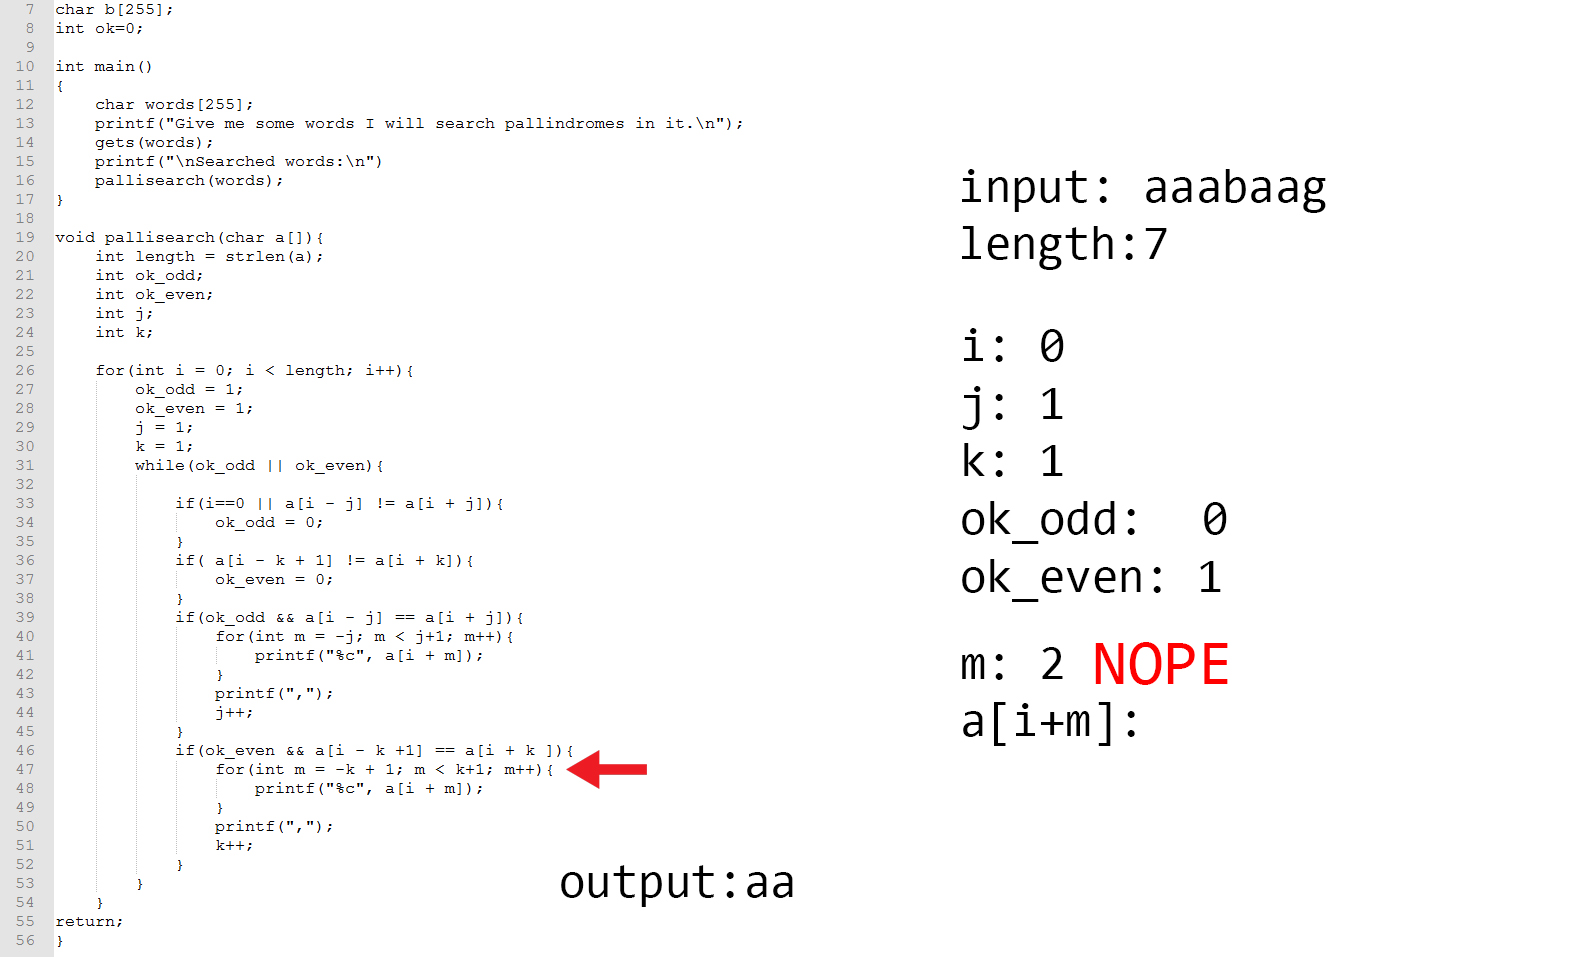 7 char b[255];
8 int ok=0;
9
10 int main()
11 {
12 char words[255];
13 printf("Give me some words I will search pallindromes in it.\n");
14 gets(words);
15 printf("\nSearched words:\n")
16 pallisearch(words);
17 }
18
19 void pallisearch(char a[]){
20 int length = strlen(a);
21 int ok_odd;
22 int ok_even;
23 int j;
24 int k;
25
26 for(int i = 0; i < length; i++){
27 ok_odd = 1;
28 ok_even = 1;
29 j = 1;
30 k = 1;
31 while(ok_odd || ok_even){
32
33 if(i==0 || a[i - j] != a[i + j]){
34 ok_odd = 0;
35 }
36 if( a[i - k + 1] != a[i + k]){
37 ok_even = 0;
38 }
39 if(ok_odd && a[i - j] == a[i + j]){
40 for(int m = -j; m < j+1; m++){
41 printf("%c", a[i + m]);
42 }
43 printf(",");
44 j++;
45 }
46 if(ok_even && a[i - k +1] == a[i + k ]){
47 for(int m = -k + 1; m < k+1; m++){
48 printf("%c", a[i + m]);
49 }
50 printf(",");
51 k++;
52 }
53 }
54 }
55 return;
56 }
input: aaabaag
length:7
i: 0
j: 1
k: 1
ok_odd: 0
ok_even: 1
m: 2 NOPE
a[i+m]:
output:aa